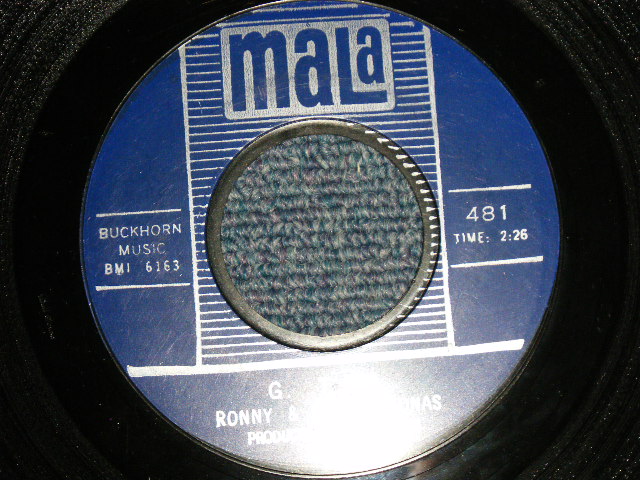 mala
BUCKHORN
MUSIC
BMI 6163
481
TIME: 2:26
G.
RONNY &